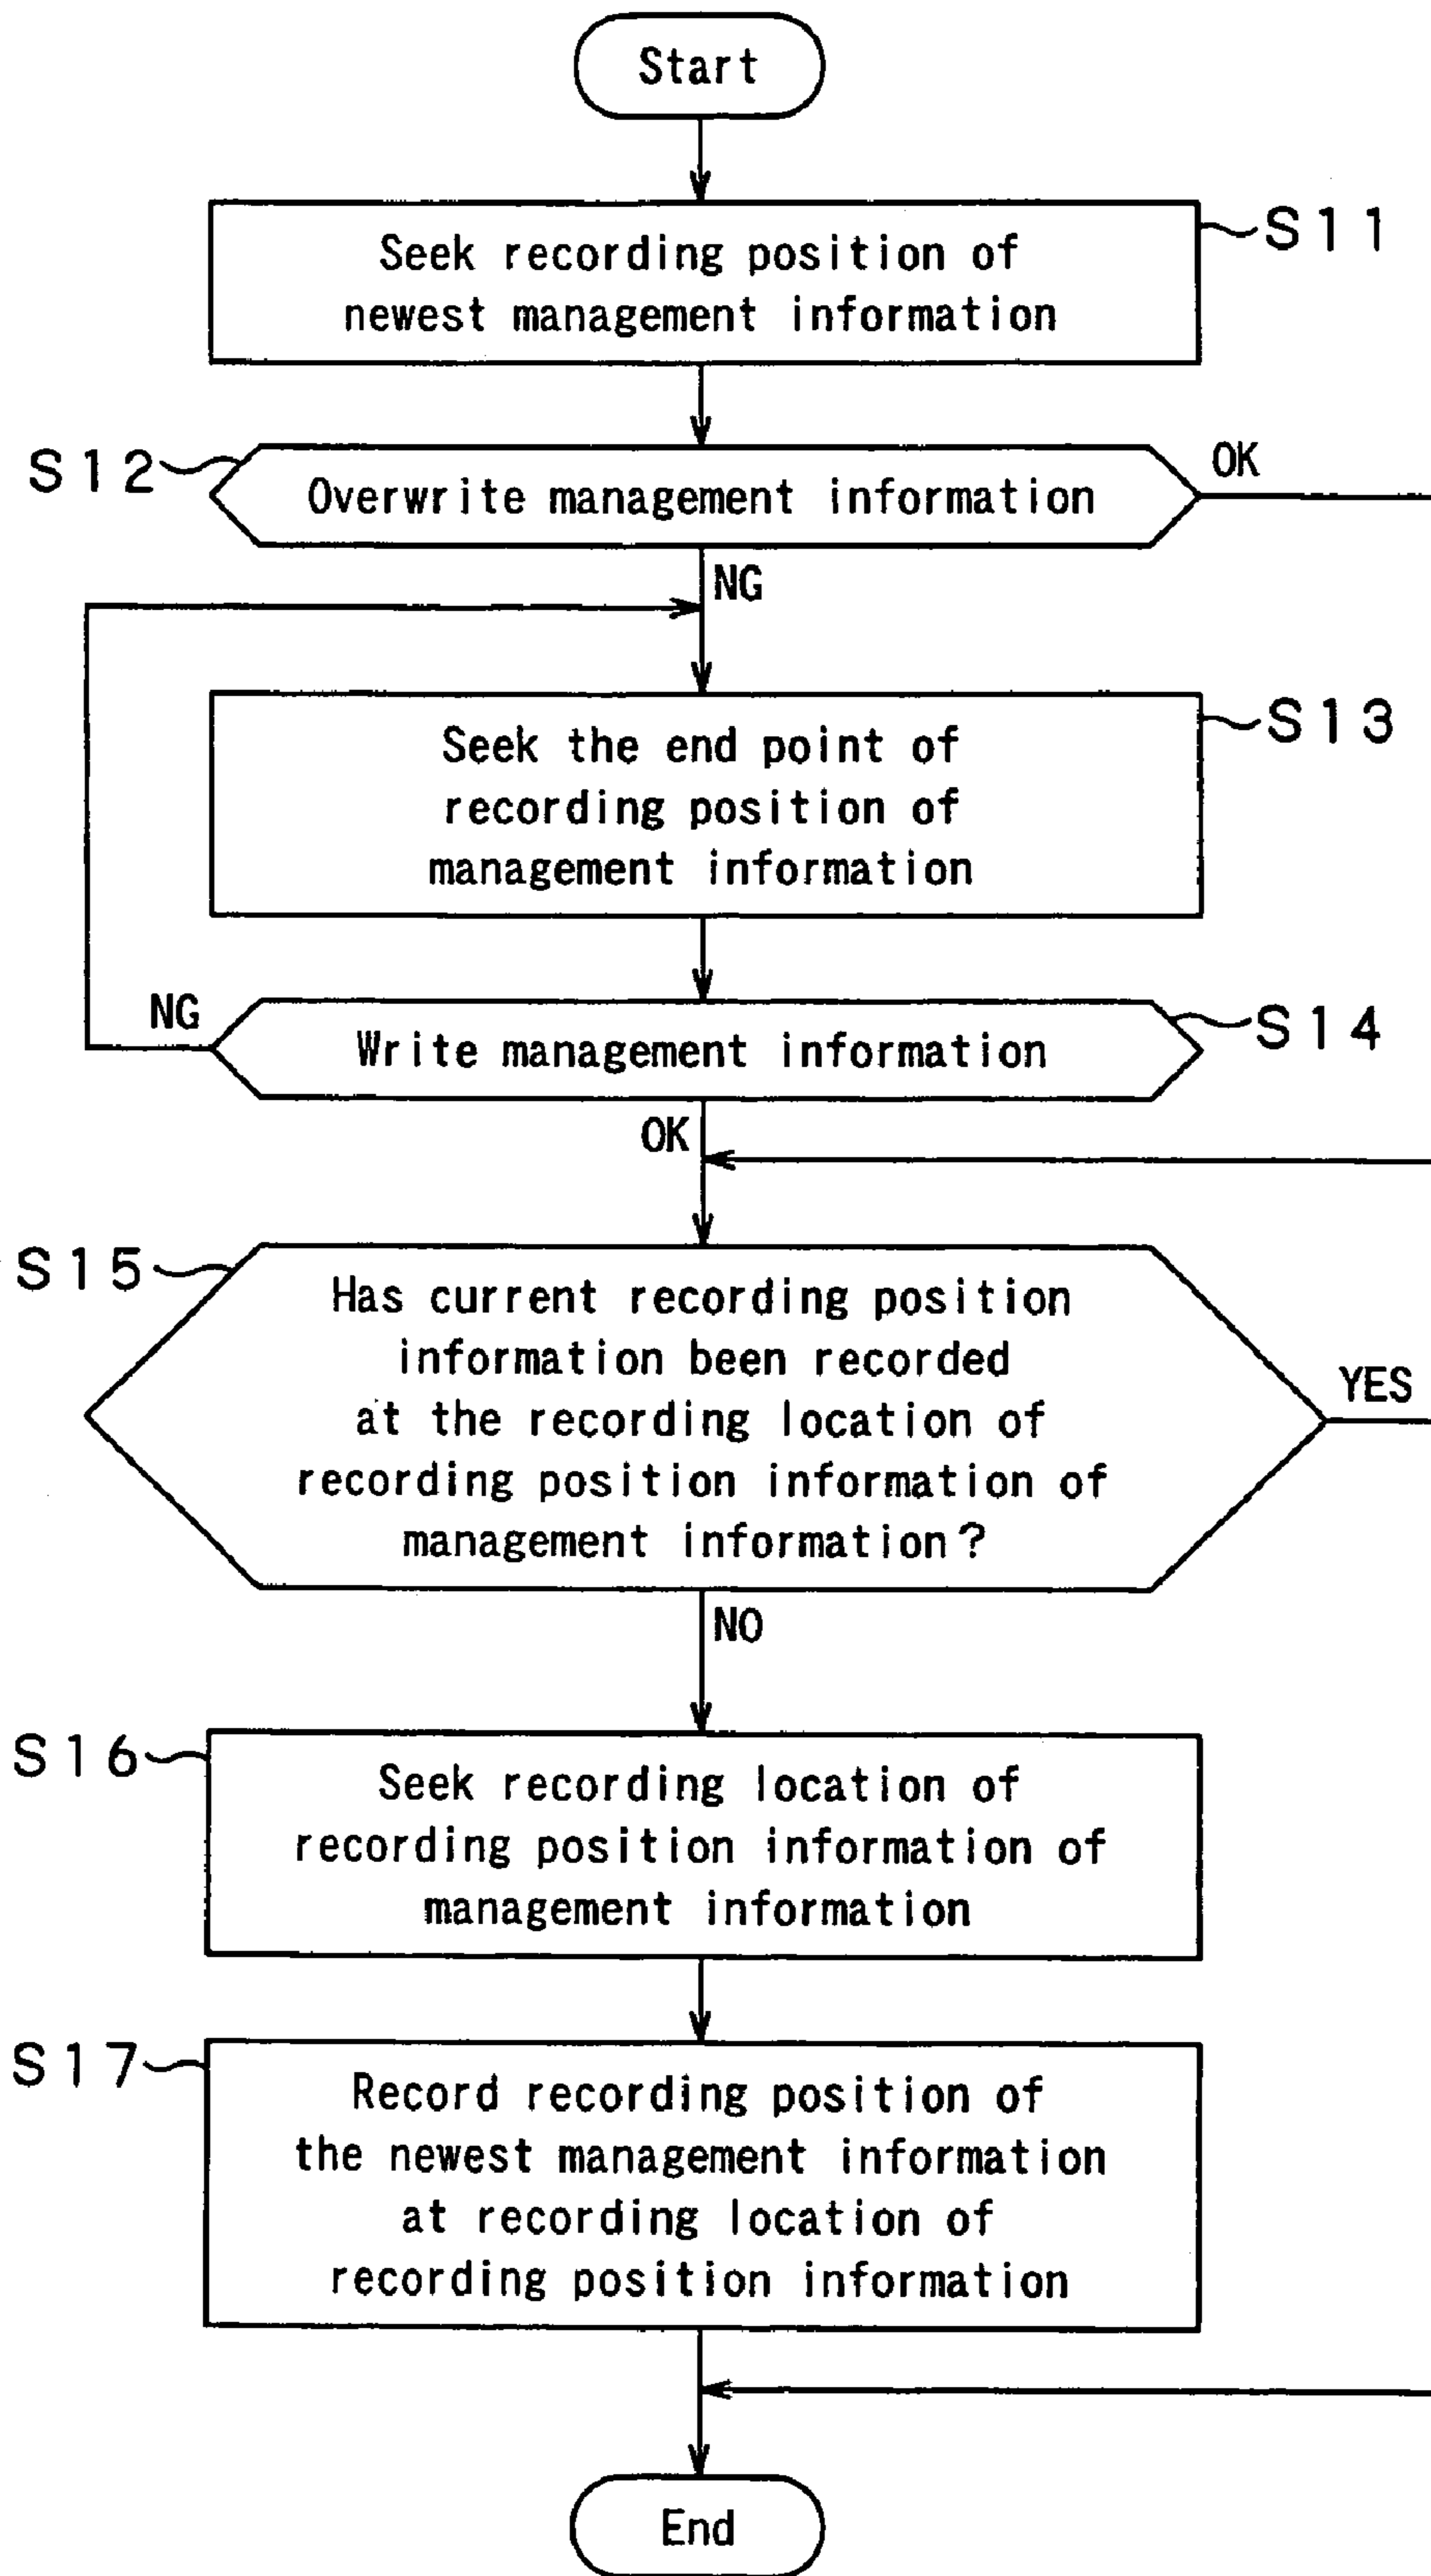 Start
S11
Seek recording position of
newest management information
S12
OK
Overwrite management information
NG
S13
Seek the end point of
recording position of
management information
NG
S14
Write management information
OK
S15
Has current recording position
information been recorded
at the recording location of
recording position information of
management information?
YES
NO
S16
Seek recording location of
recording position information of
management information
S17
Record recording position of
the newest management information
at recording location of
recording position information
End